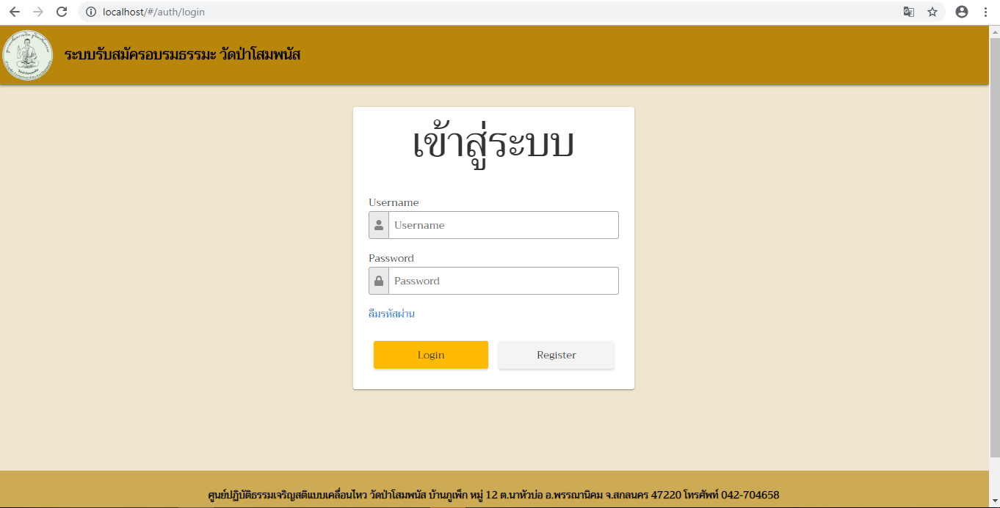 localhost/#/auth/login
ระบบรับสมัครอบรมธรรมะ วัดป่าโสมพนัส
เข้าสู่ระบบ
Username
Username
Password
Password
ลืมรหัสผ่าน
Login Register
ศูนย์ปฏิบัติธรรมเจริญสติแบบเคลื่อนไหว วัดป่าโสมพนัส บ้านภูเพ็ก หมู่ 12 ต.นาหัวบ่อ อ.พรรณานิคม จ.สกลนคร 47220 โทรศัพท์ 042-704658